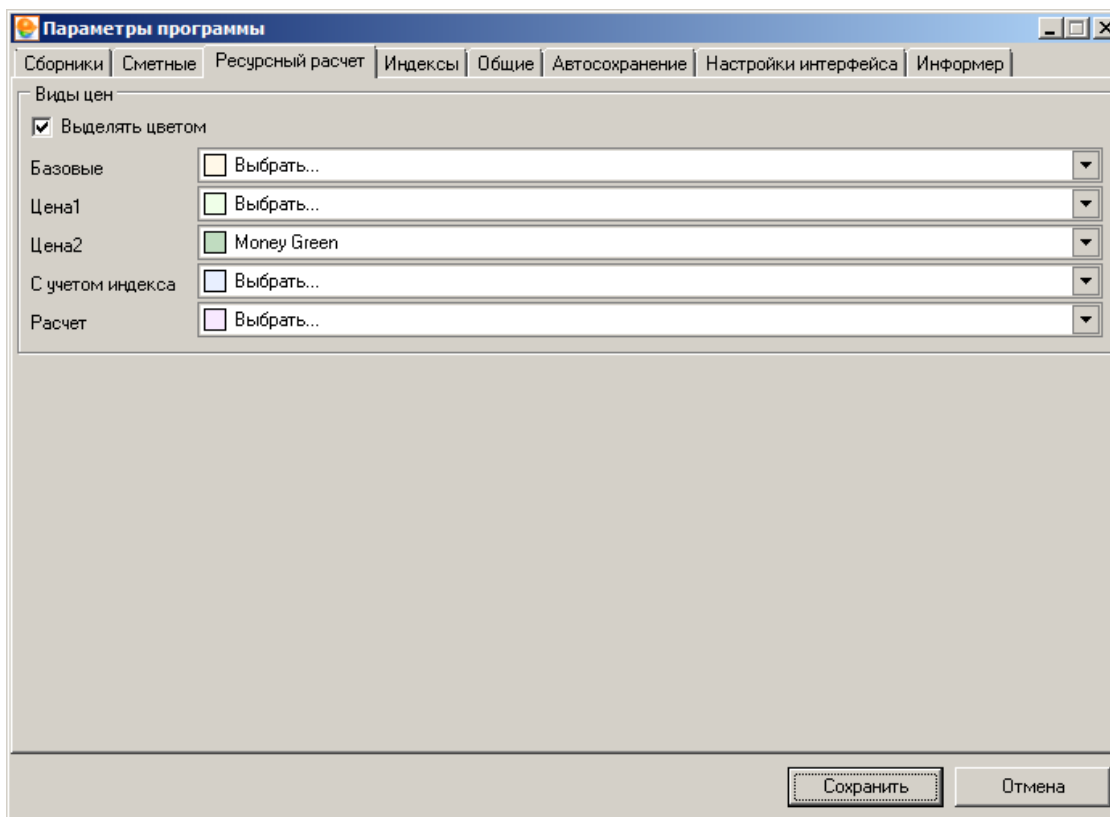 Параметры программы
Сборники Сметные Ресурсный расчет Индексы Общие Автосохранение Настройки интерфейса Информер
Виды цен
Выделять цветом
Базовые Выбрать...
Цена1 Выбрать...
Цена2 Money Green
С учетом индекса Выбрать...
Расчет Выбрать...
Сохранить Отмена